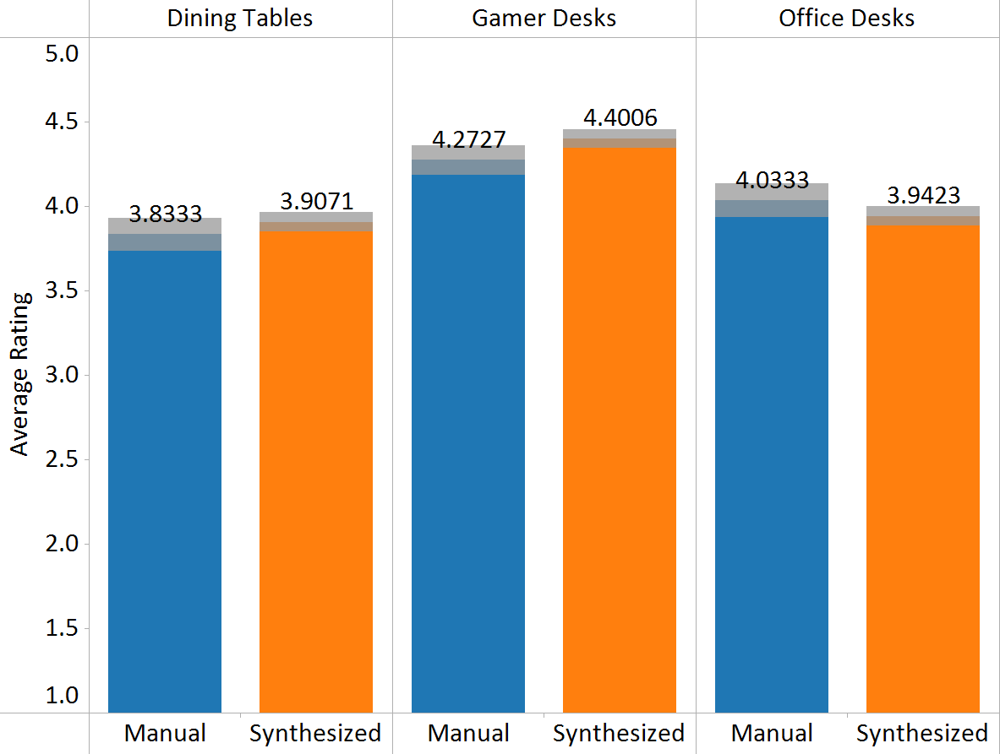 Dining Tables Gamer Desks Office Desks
5.0
4.5
4.0
3.5
3.0
2.5
2.0
1.5
1.0
Average Rating
3.8333 3.9071 4.2727 4.4006 4.0333 3.9423
Manual Synthesized Manual Synthesized Manual Synthesized